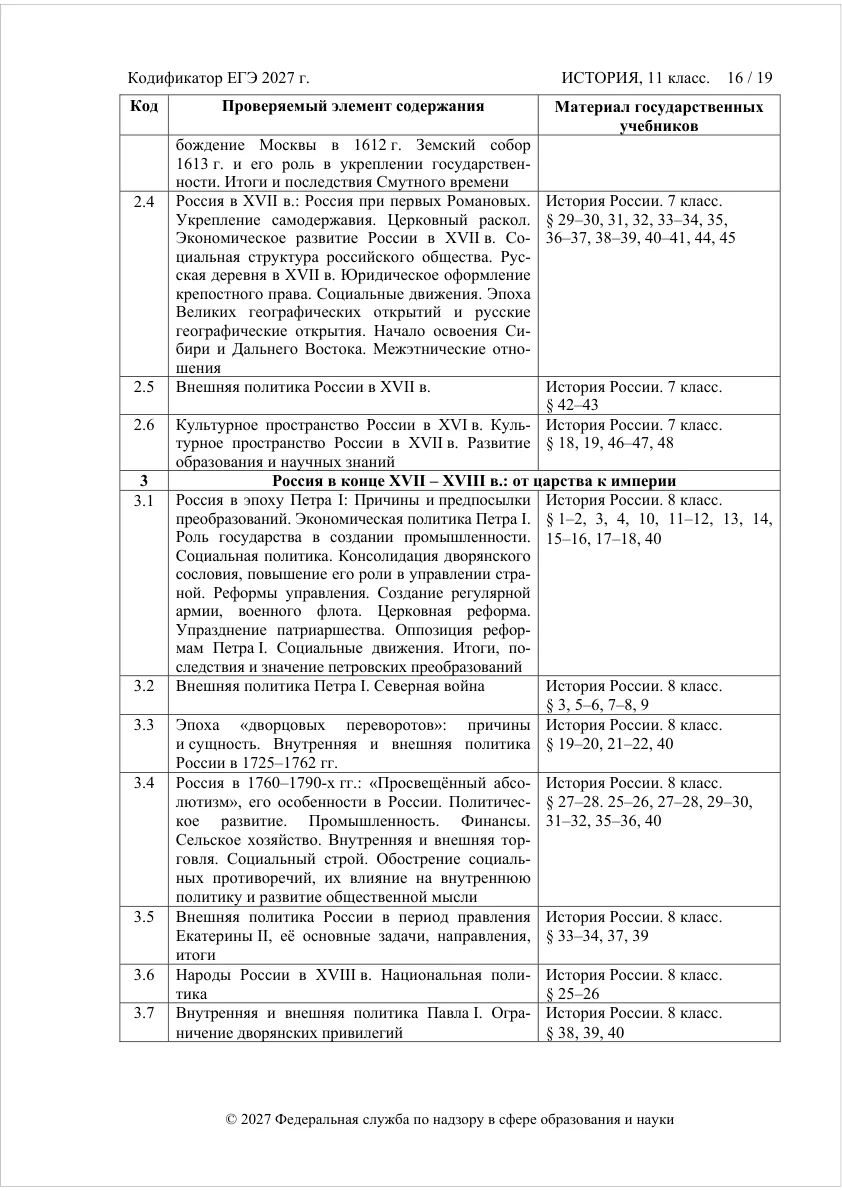 Кодификатор ЕГЭ 2027 г. ИСТОРИЯ, 11 класс. 16 / 19
Код Проверяемый элемент содержания Материал государственных
учебников
бождение Москвы в 1612 г. Земский собор
1613 г. и его роль в укреплении государствен-
ности. Итоги и последствия Смутного времени
2.4 Россия в XVII в.: Россия при первых Романовых. История России. 7 класс.
Укрепление самодержавия. Церковный раскол. § 29–30, 31, 32, 33–34, 35,
Экономическое развитие России в XVII в. Со- 36–37, 38–39, 40–41, 44, 45
циальная структура российского общества. Рус-
ская деревня в XVII в. Юридическое оформление
крепостного права. Социальные движения. Эпоха
Великих географических открытий и русские
географические открытия. Начало освоения Си-
бири и Дальнего Востока. Межэтнические отно-
шения
2.5 Внешняя политика России в XVII в. История России. 7 класс.
§ 42–43
2.6 Культурное пространство России в XVI в. Куль- История России. 7 класс.
турное пространство России в XVII в. Развитие § 18, 19, 46–47, 48
образования и научных знаний
3 Россия в конце XVII – XVIII в.: от царства к империи
3.1 Россия в эпоху Петра I: Причины и предпосылки История России. 8 класс.
преобразований. Экономическая политика Петра I. § 1–2, 3, 4, 10, 11–12, 13, 14,
Роль государства в создании промышленности. 15–16, 17–18, 40
Социальная политика. Консолидация дворянского
сословия, повышение его роли в управлении стра-
ной. Реформы управления. Создание регулярной
армии, военного флота. Церковная реформа.
Упразднение патриаршества. Оппозиция рефор-
мам Петра I. Социальные движения. Итоги, по-
следствия и значение петровских преобразований
3.2 Внешняя политика Петра I. Северная война История России. 8 класс.
§ 3, 5–6, 7–8, 9
3.3 Эпоха «дворцовых переворотов»: причины История России. 8 класс.
и сущность. Внутренняя и внешняя политика § 19–20, 21–22, 40
России в 1725–1762 гг.
3.4 Россия в 1760–1790-х гг.: «Просвещённый абсо- История России. 8 класс.
лютизм», его особенности в России. Политичес- § 27–28. 25–26, 27–28, 29–30,
кое развитие. Промышленность. Финансы. 31–32, 35–36, 40
Сельское хозяйство. Внутренняя и внешняя тор-
говля. Социальный строй. Обострение социаль-
ных противоречий, их влияние на внутреннюю
политику и развитие общественной мысли
3.5 Внешняя политика России в период правления История России. 8 класс.
Екатерины II, её основные задачи, направления, § 33–34, 37, 39
итоги
3.6 Народы России в XVIII в. Национальная поли- История России. 8 класс.
тика § 25–26
3.7 Внутренняя и внешняя политика Павла I. Огра- История России. 8 класс.
ничение дворянских привилегий § 38, 39, 40
© 2027 Федеральная служба по надзору в сфере образования и науки